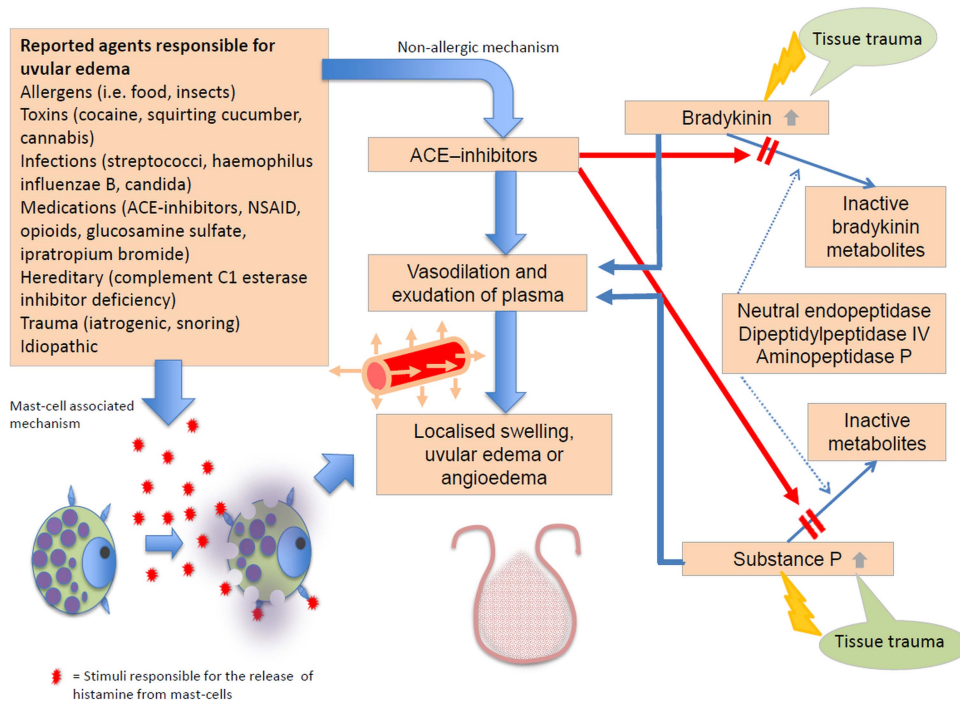 Reported agents responsible for
uvular edema
Allergens (i.e. food, insects)
Toxins (cocaine, squirting cucumber,
cannabis)
Infections (streptococci, haemophilus
influenzae B, candida)
Medications (ACE-inhibitors, NSAID,
opioids, glucosamine sulfate,
ipratropium bromide)
Hereditary (complement C1 esterase
inhibitor deficiency)
Trauma (iatrogenic, snoring)
Idiopathic
Non-allergic mechanism
ACE–inhibitors
Vasodilation and
exudation of plasma
Localised swelling,
uvular edema or
angioedema
Tissue trauma
Bradykinin
Inactive
bradykinin
metabolites
Neutral endopeptidase
Dipeptidylpeptidase IV
Aminopeptidase P
Inactive
metabolites
Substance P
Tissue trauma
Mast-cell associated
mechanism
= Stimuli responsible for the release of
histamine from mast-cells